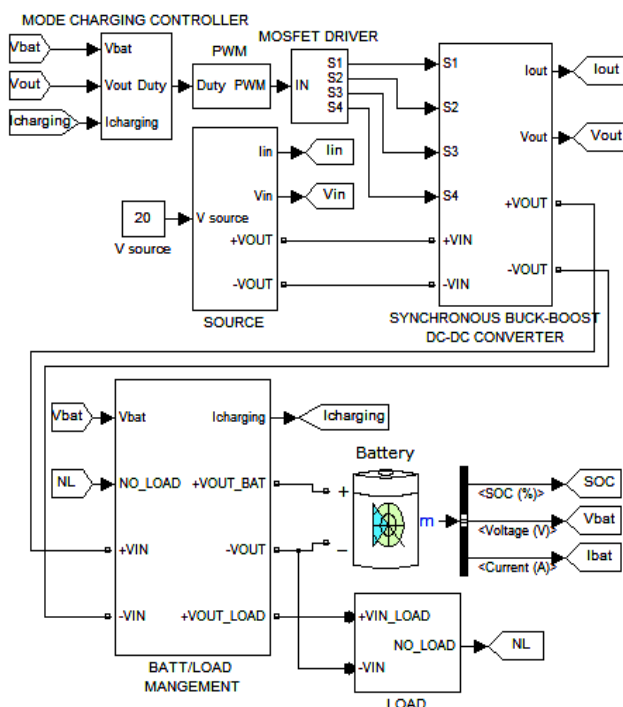 MODE CHARGING CONTROLLER
Vbat
Vout
Icharging
Vbat
Vout Duty
Icharging
PWM
Duty PWM
MOSFET DRIVER
IN
S1
S2
S3
S4
S1
S2
S3
S4
+VIN
-VIN
Iout
Vout
+VOUT
-VOUT
Iout
Vout
SYNCHRONOUS BUCK-BOOST
DC-DC CONVERTER
20
V source
V source
Iin
Vin
+VOUT
-VOUT
Iin
Vin
SOURCE
Vbat
NL
Vbat
NO_LOAD
+VIN
-VIN
Icharging
+VOUT_BAT
-VOUT
+VOUT_LOAD
Icharging
BATT/LOAD
MANGEMENT
Battery
+
−
m
<SOC (%)>
<Voltage (V)>
<Current (A)>
SOC
Vbat
Ibat
+VIN_LOAD
NO_LOAD
-VIN
NL
LOAD